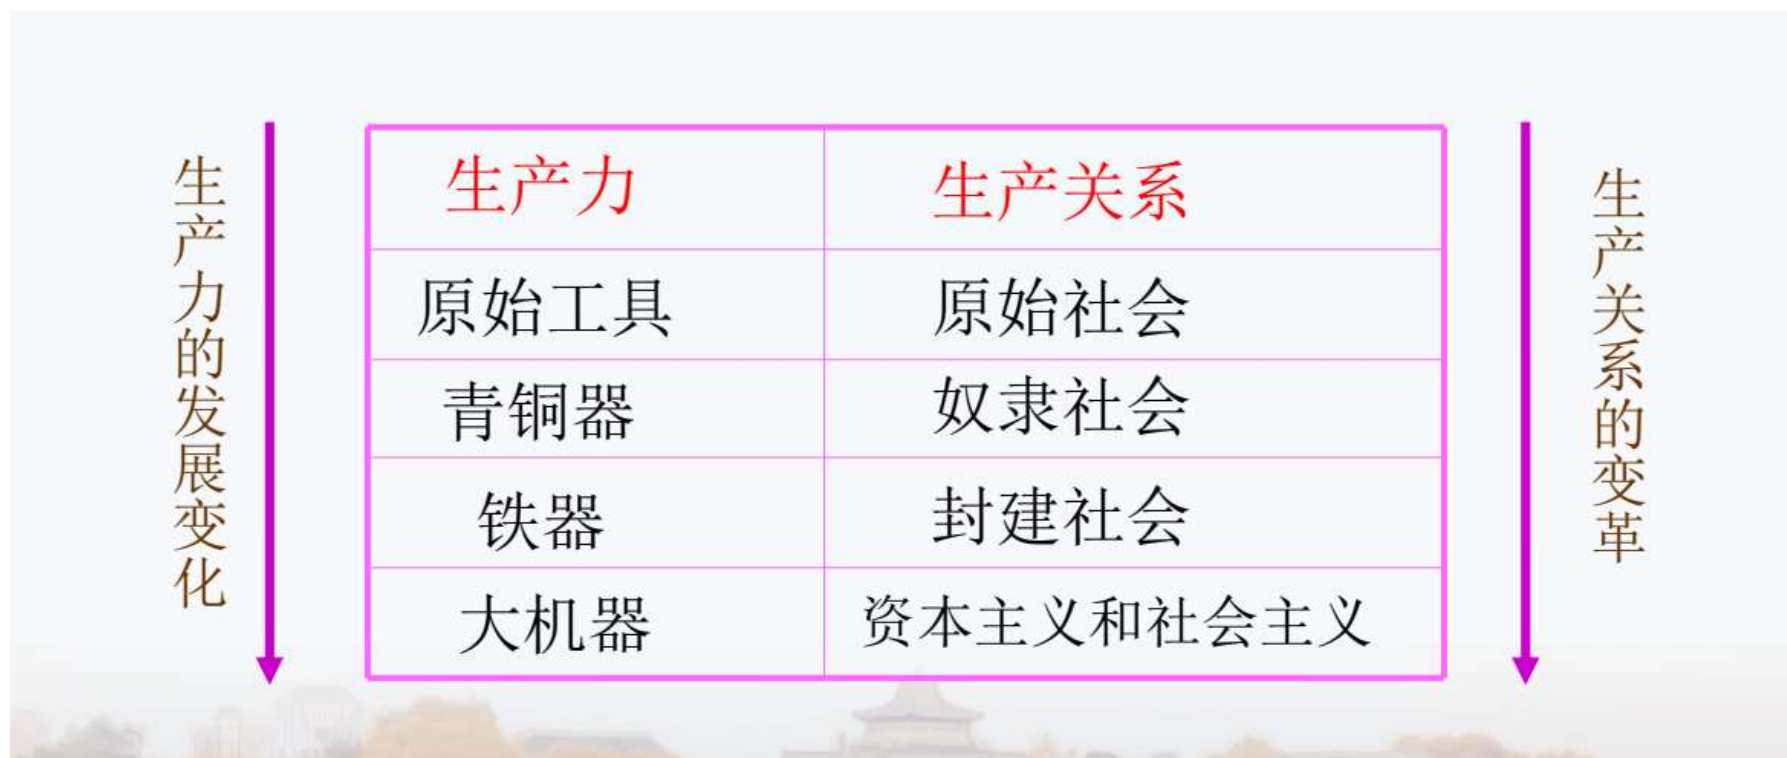 生产力的发展变化
生产力 生产关系
原始工具 原始社会
青铜器 奴隶社会
铁器 封建社会
大机器 资本主义和社会主义
生产关系的变革